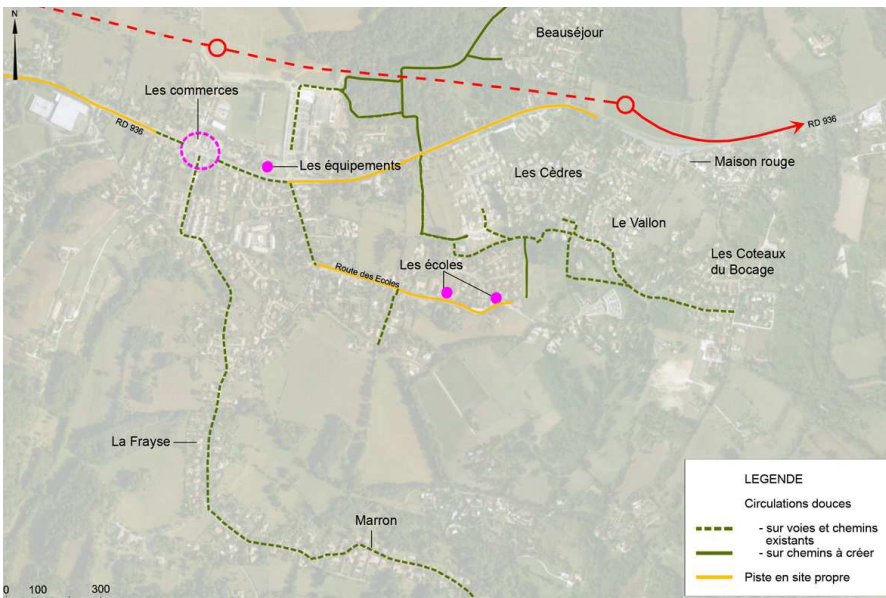 N
Beauséjour
Les commerces
RD 936
RD 936
Les équipements
Maison rouge
Les Cèdres
Le Vallon
Les Coteaux
du Bocage
Les écoles
Route des Ecoles
La Frayse
Marron
LEGENDE
Circulations douces
- sur voies et chemins
existants
- sur chemins à créer
Piste en site propre
0 100 300